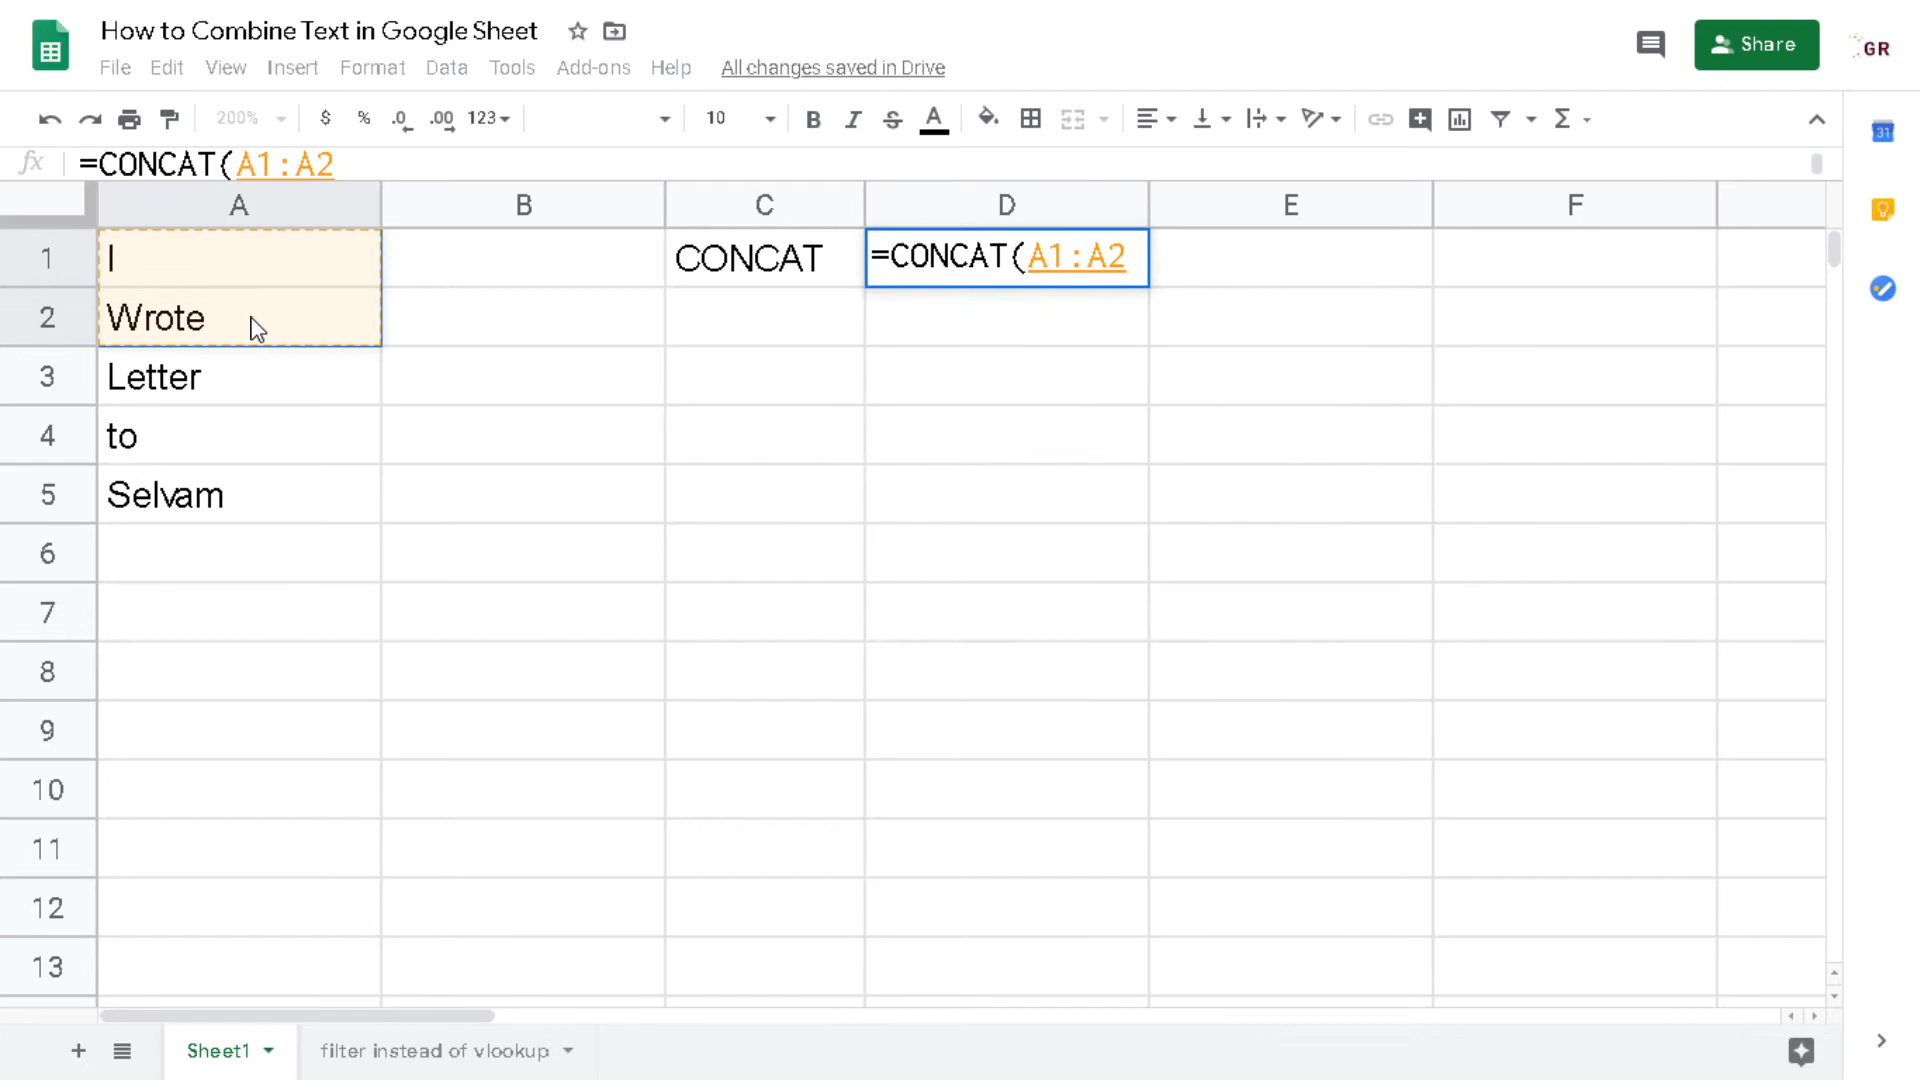 How to Combine Text in Google Sheet
File Edit View Insert Format Data Tools Add-ons Help All changes saved in Drive
Share
GR
200% $ % .0 .00 123 10 B I S A Σ
31
fx =CONCAT(A1:A2
A B C D E F
1 I CONCAT =CONCAT(A1:A2
2 Wrote
3 Letter
4 to
5 Selvam
6
7
8
9
10
11
12
13
+ Sheet1 filter instead of vlookup